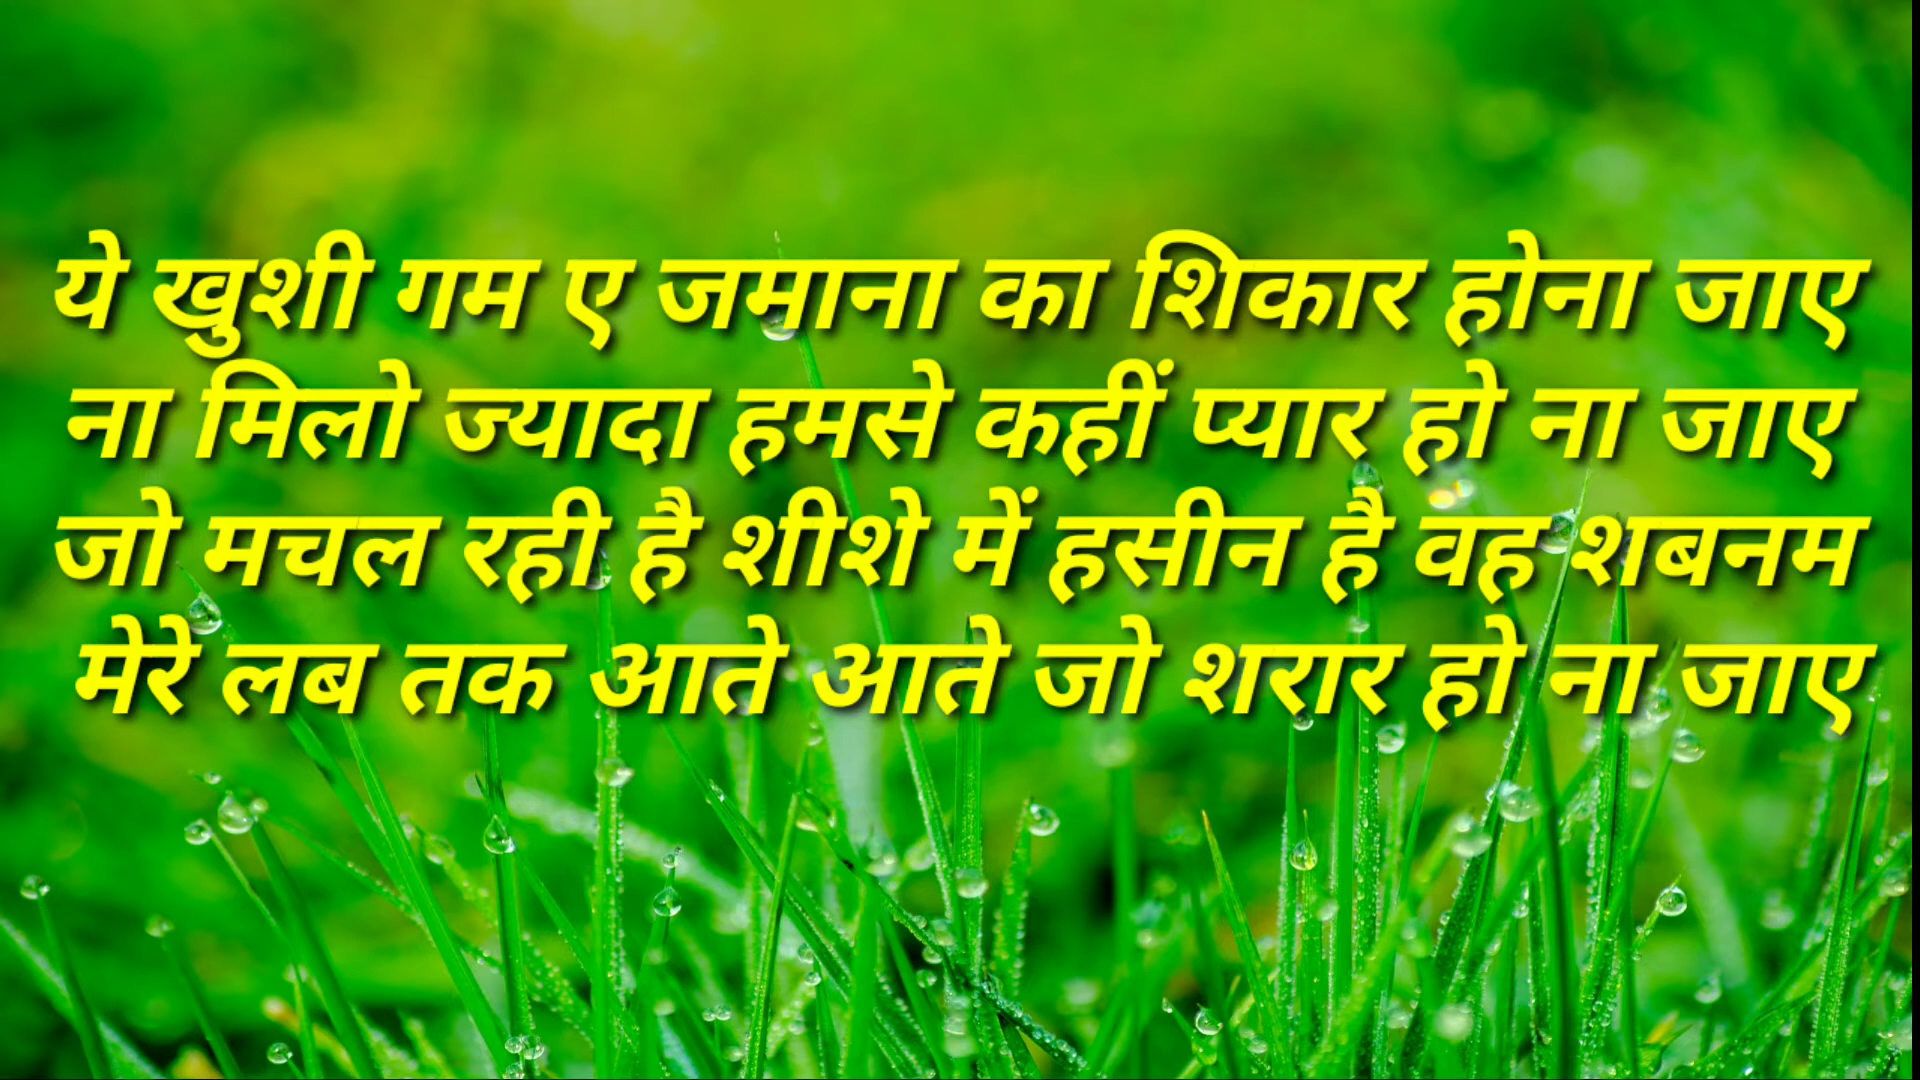 ये खुशी गम ए जमाना का शिकार होना जाए
ना मिलो ज्यादा हमसे कहीं प्यार हो ना जाए
जो मचल रही है शीशे में हसीन है वह शबनम
मेरे लब तक आते आते जो शरार हो ना जाए